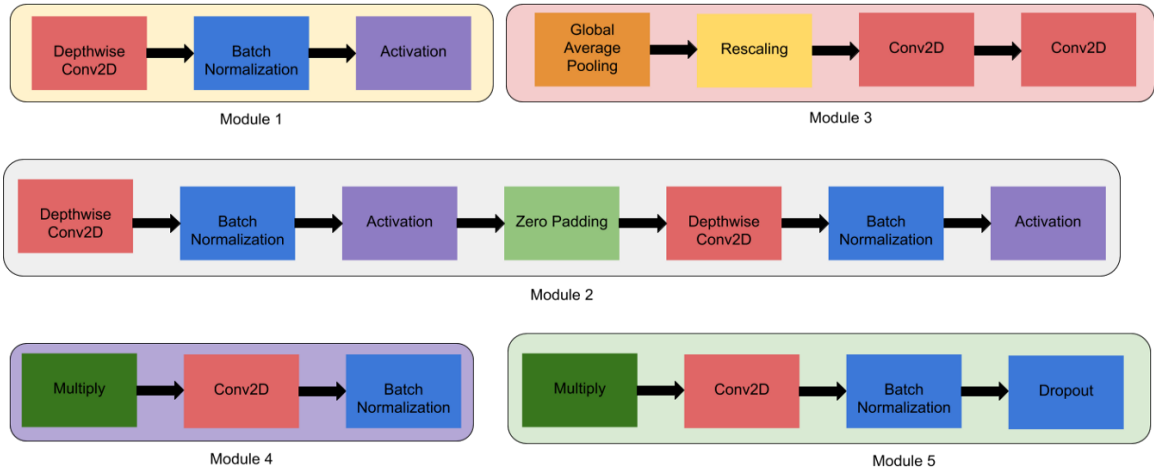 Depthwise
Conv2D
Batch
Normalization
Activation
Module 1
Global
Average
Pooling
Rescaling
Conv2D
Conv2D
Module 3
Depthwise
Conv2D
Batch
Normalization
Activation
Zero Padding
Depthwise
Conv2D
Batch
Normalization
Activation
Module 2
Multiply
Conv2D
Batch
Normalization
Module 4
Multiply
Conv2D
Batch
Normalization
Dropout
Module 5